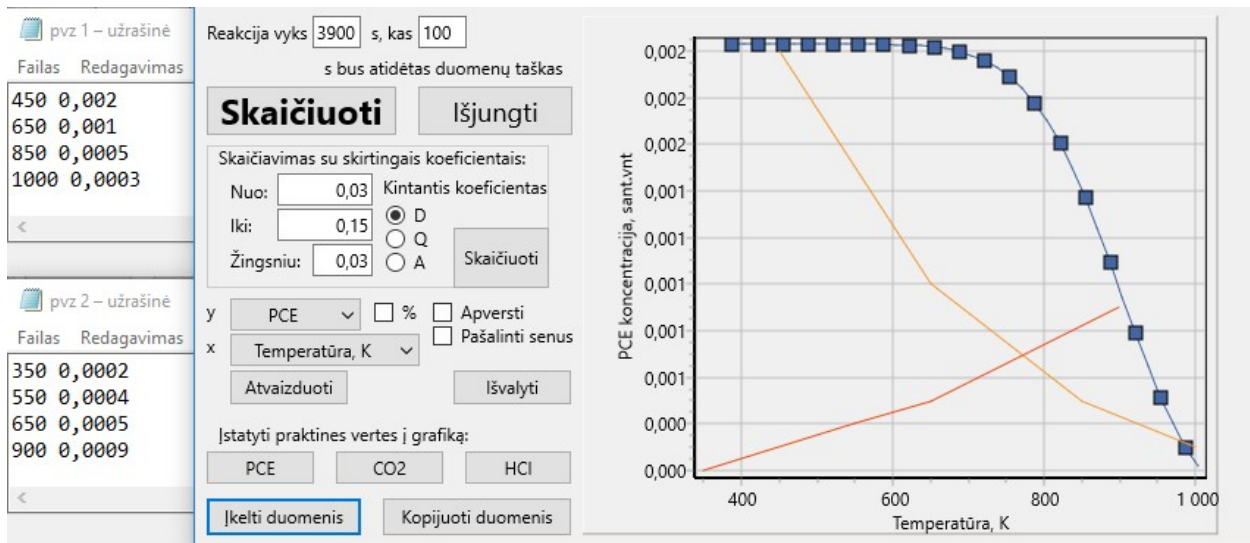 pvz 1 – užrašinė
Failas Redagavimas
450 0,002
650 0,001
850 0,0005
1000 0,0003
pvz 2 – užrašinė
Failas Redagavimas
350 0,0002
550 0,0004
650 0,0005
900 0,0009
Reakcija vyks 3900 s, kas 100
s bus atidėtas duomenų taškas
Skaičiuoti Išjungti
Skaičiavimas su skirtingais koeficientais:
Nuo: 0,03 Kintantis koeficientas
Iki: 0,15 D
Q
Žingsniu: 0,03 A Skaičiuoti
y PCE % Apversti
Pašalinti senus
x Temperatūra, K
Atvaizduoti Išvalyti
Įstatyti praktines vertes į grafiką:
PCE CO2 HCl
Įkelti duomenis Kopijuoti duomenis
PCE koncentracija, sant.vnt
0,002
0,002
0,002
0,001
0,001
0,001
0,001
0,001
0,000
0,000
400 600 800 1 000
Temperatūra, K